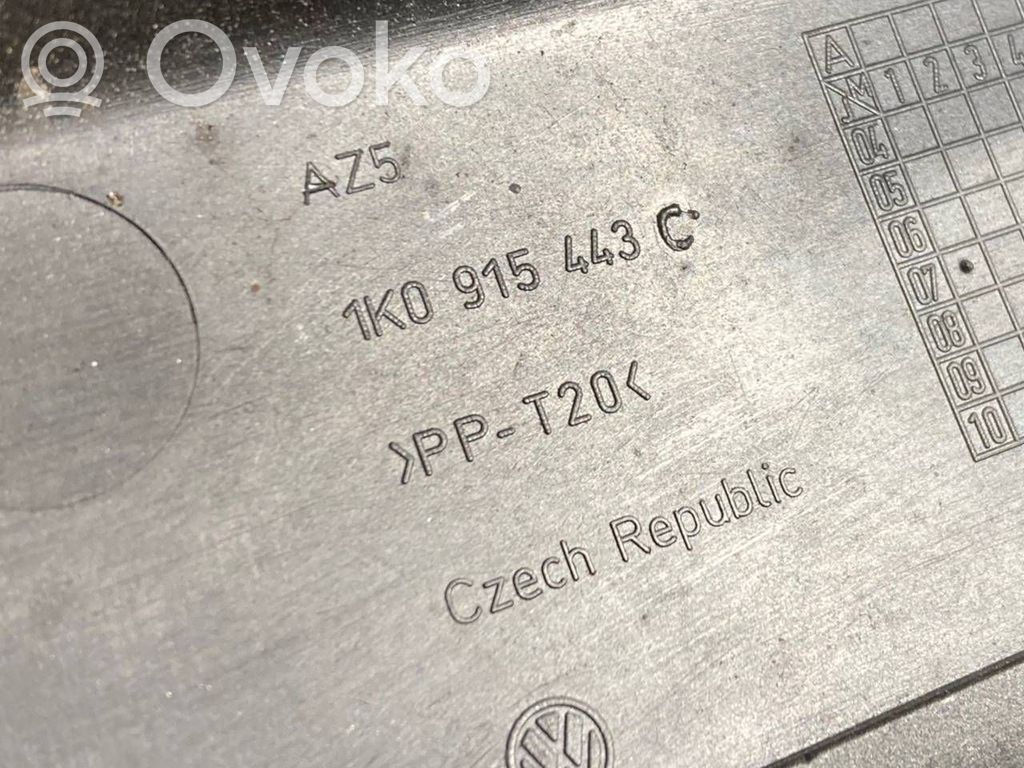 Ovoko
AZ5
1K0 915 443 C
>PP-T20<
Czech Republic
A
M 1 2 3 4
04
05
06
07
08
09
10